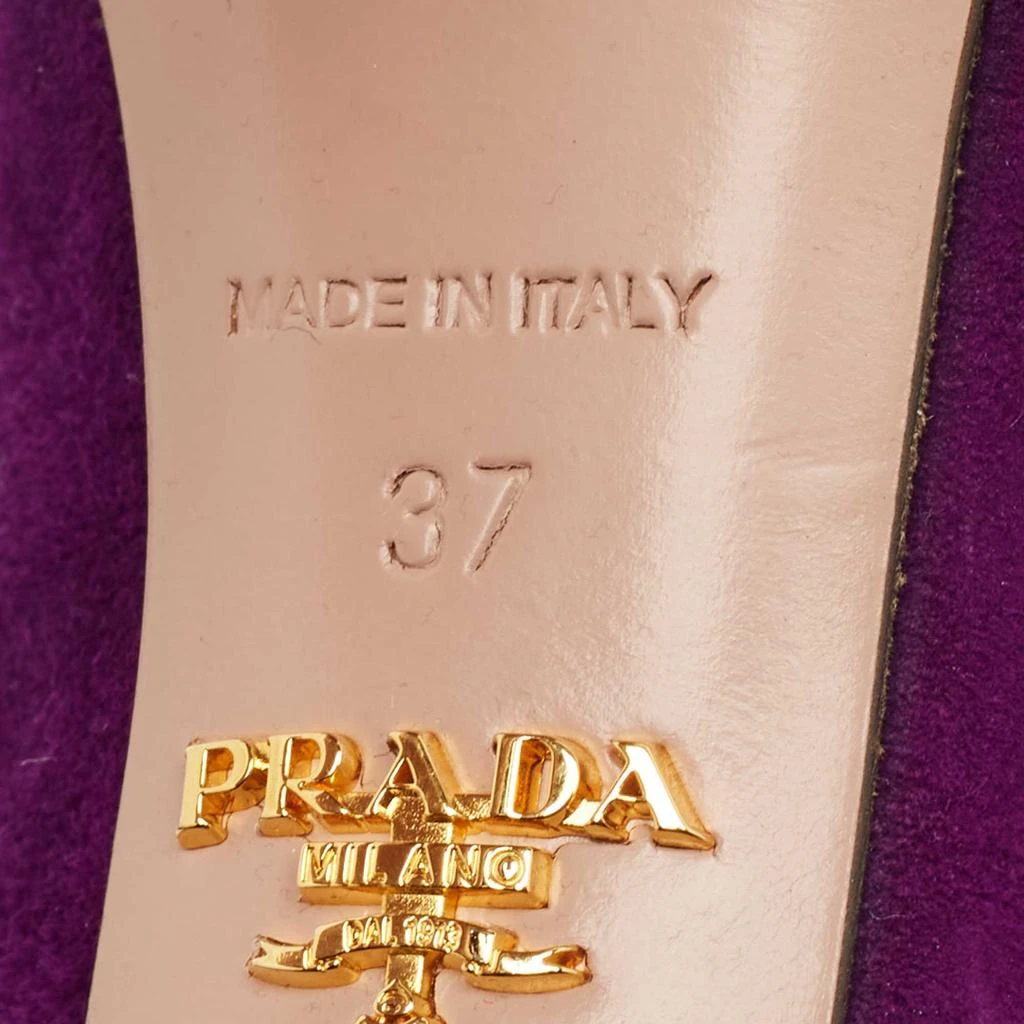 MADE IN ITALY
37
PRADA
MILANO
DAL 1913